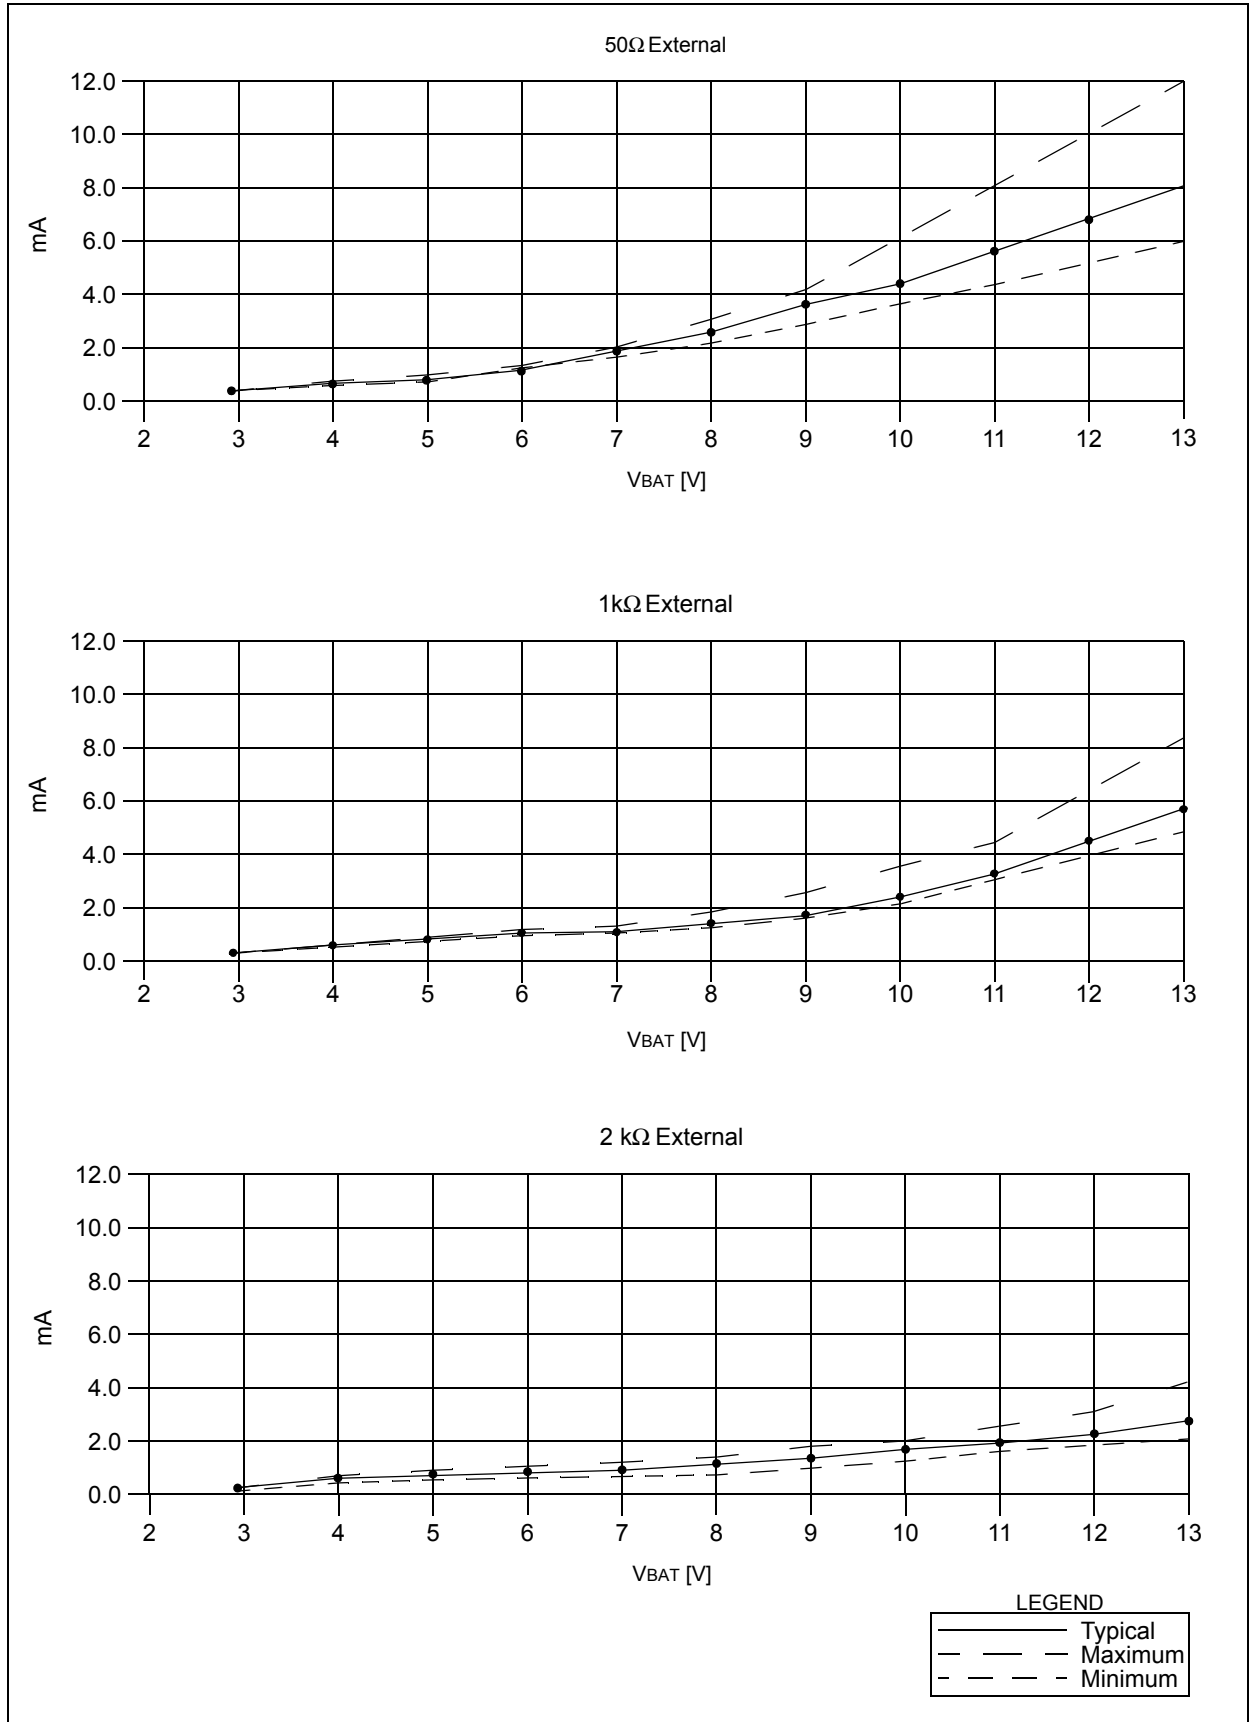 50Ω External
12.0
10.0
8.0
6.0
4.0
2.0
0.0
mA
2 3 4 5 6 7 8 9 10 11 12 13
VBAT [V]
1kΩ External
12.0
10.0
8.0
6.0
4.0
2.0
0.0
mA
2 3 4 5 6 7 8 9 10 11 12 13
VBAT [V]
2 kΩ External
12.0
10.0
8.0
6.0
4.0
2.0
0.0
mA
2 3 4 5 6 7 8 9 10 11 12 13
VBAT [V]
LEGEND
Typical
Maximum
Minimum